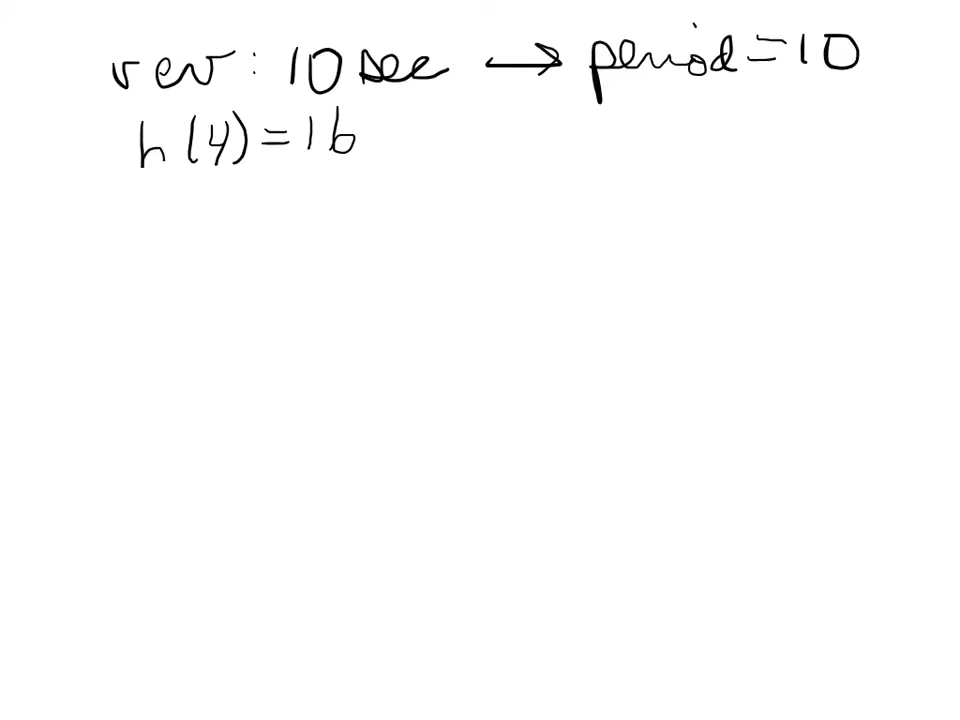 rev: 10 sec → period = 10
h(4) = 16